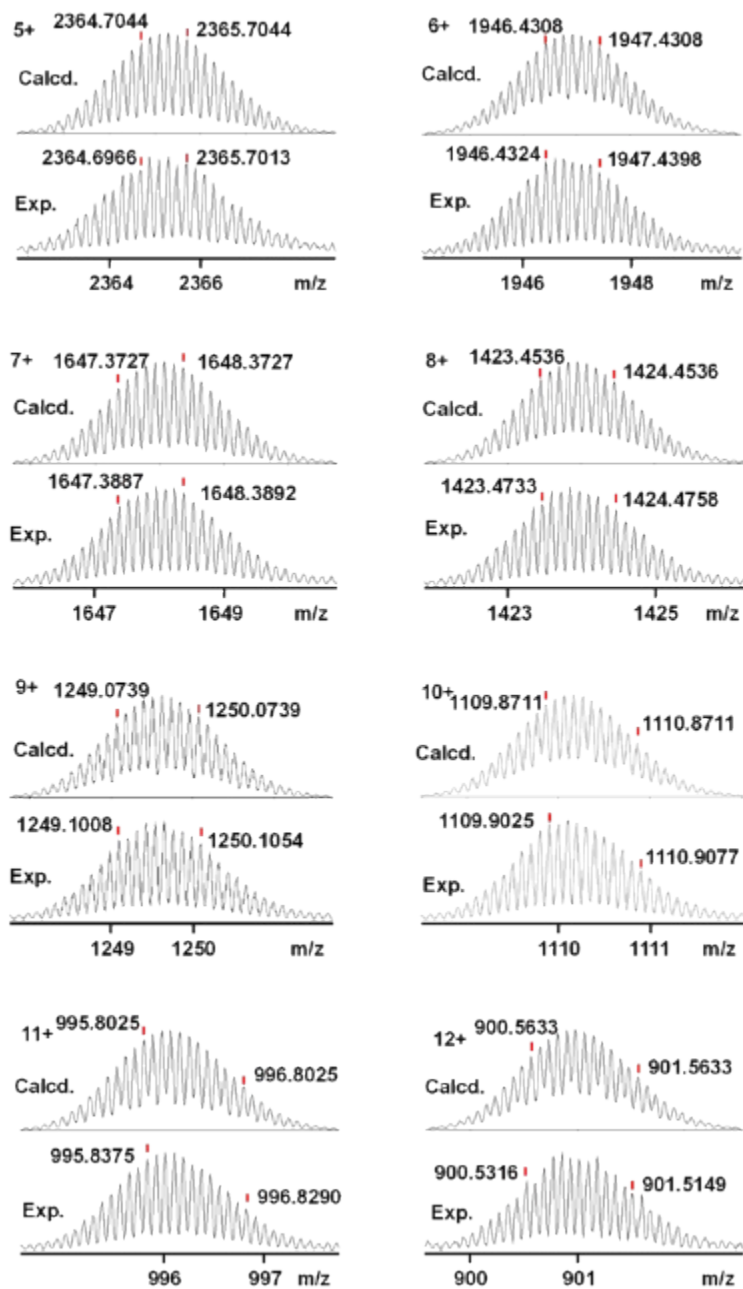 5+ 2364.7044 2365.7044
Calcd.
2364.6966 2365.7013
Exp.
2364 2366 m/z
6+ 1946.4308 1947.4308
Calcd.
1946.4324 1947.4398
Exp.
1946 1948 m/z
7+ 1647.3727 1648.3727
Calcd.
1647.3887 1648.3892
Exp.
1647 1649 m/z
8+ 1423.4536 1424.4536
Calcd.
1423.4733 1424.4758
Exp.
1423 1425 m/z
9+ 1249.0739 1250.0739
Calcd.
1249.1008 1250.1054
Exp.
1249 1250 m/z
10+ 1109.8711 1110.8711
Calcd.
1109.9025 1110.9077
Exp.
1110 1111 m/z
11+ 995.8025 996.8025
Calcd.
995.8375 996.8290
Exp.
996 997 m/z
12+ 900.5633 901.5633
Calcd.
900.5316 901.5149
Exp.
900 901 m/z